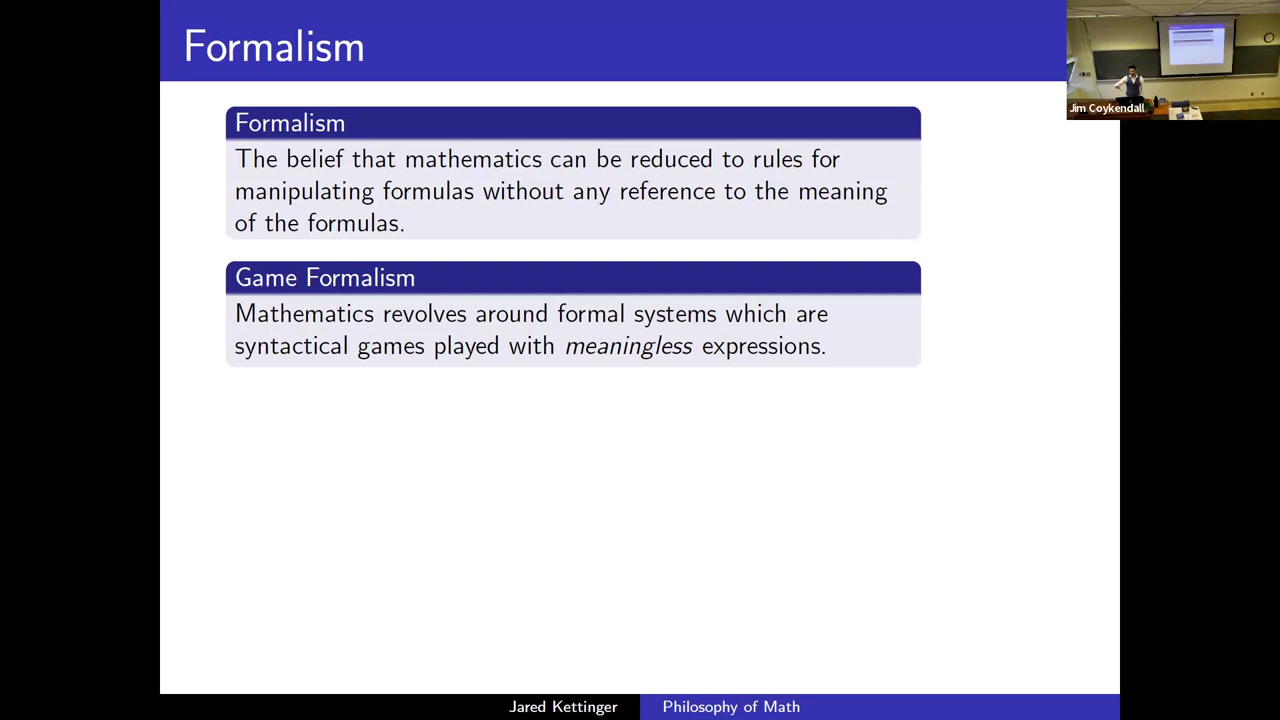 Formalism
Jim Coykendall
Formalism
The belief that mathematics can be reduced to rules for
manipulating formulas without any reference to the meaning
of the formulas.
Game Formalism
Mathematics revolves around formal systems which are
syntactical games played with meaningless expressions.
Jared Kettinger
Philosophy of Math